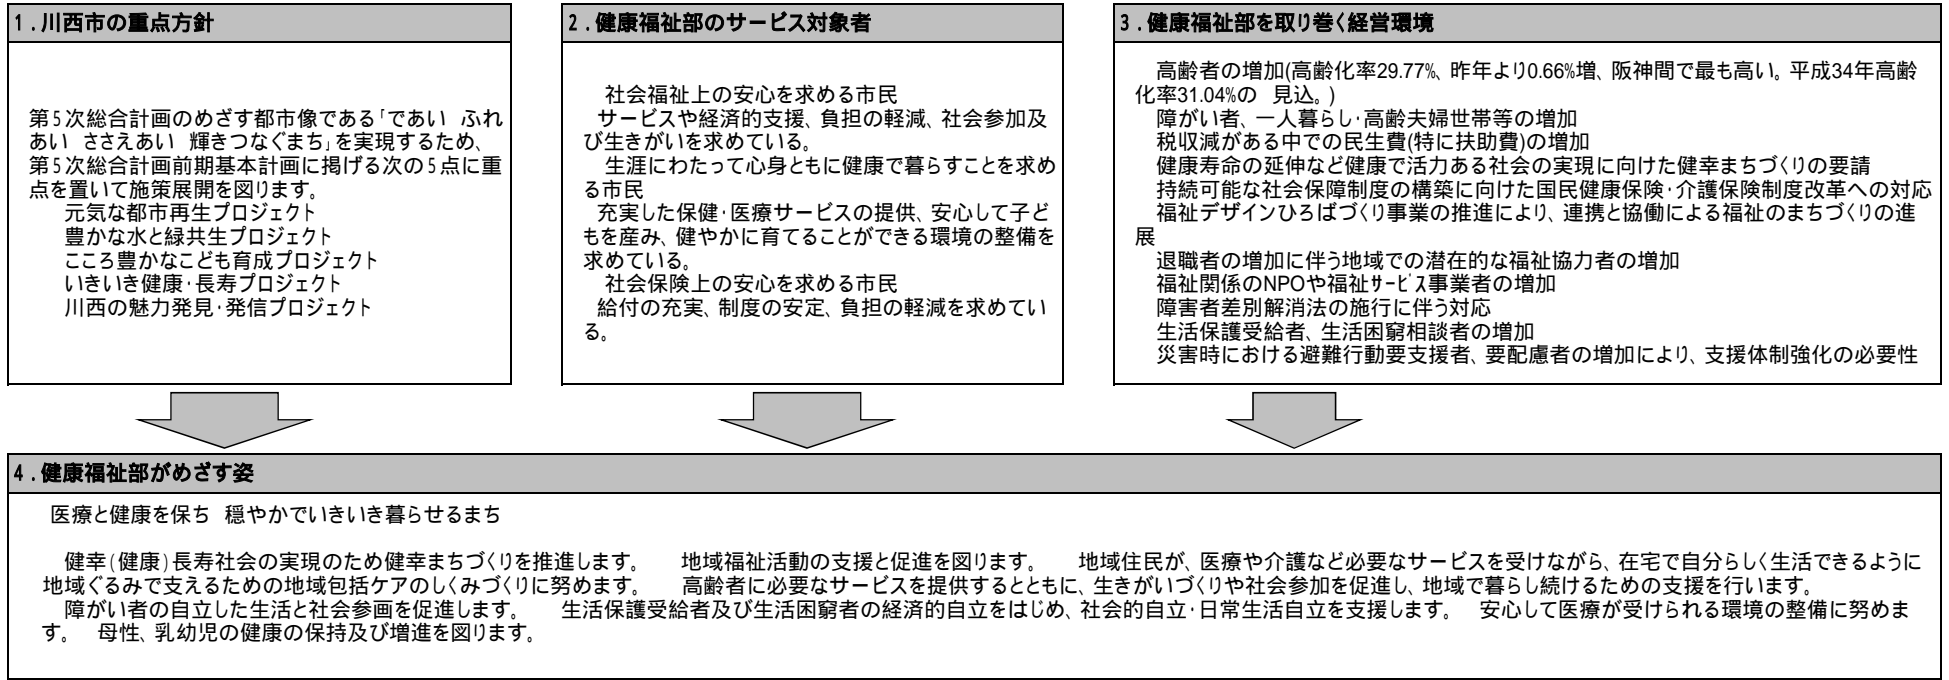 1．川西市の重点方針
第5次総合計画のめざす都市像である「であい　ふれ
あい　ささえあい　輝きつなぐまち」を実現するため、
第5次総合計画前期基本計画に掲げる次の5点に重
点を置いて施策展開を図ります。
元気な都市再生プロジェクト
豊かな水と緑共生プロジェクト
こころ豊かなこども育成プロジェクト
いきいき健康・長寿プロジェクト
川西の魅力発見・発信プロジェクト
2．健康福祉部のサービス対象者
社会福祉上の安心を求める市民
サービスや経済的支援、負担の軽減、社会参加及
び生きがいを求めている。
生涯にわたって心身ともに健康で暮らすことを求め
る市民
充実した保健・医療サービスの提供、安心して子ど
もを産み、健やかに育てることができる環境の整備を
求めている。
社会保険上の安心を求める市民
給付の充実、制度の安定、負担の軽減を求めてい
る。
3．健康福祉部を取り巻く経営環境
高齢者の増加(高齢化率29.77%、昨年より0.66%増、阪神間で最も高い。平成34年高齢
化率31.04%の　見込。)
障がい者、一人暮らし・高齢夫婦世帯等の増加
税収減がある中での民生費(特に扶助費)の増加
健康寿命の延伸など健康で活力ある社会の実現に向けた健幸まちづくりの要請
持続可能な社会保障制度の構築に向けた国民健康保険・介護保険制度改革への対応
福祉デザインひろばづくり事業の推進により、連携と協働による福祉のまちづくりの進
展
退職者の増加に伴う地域での潜在的な福祉協力者の増加
福祉関係のNPOや福祉ｻｰﾋﾞｽ事業者の増加
障害者差別解消法の施行に伴う対応
生活保護受給者、生活困窮相談者の増加
災害時における避難行動要支援者、要配慮者の増加により、支援体制強化の必要性
4．健康福祉部がめざす姿
医療と健康を保ち　穏やかでいきいき暮らせるまち
健幸(健康)長寿社会の実現のため健幸まちづくりを推進します。　地域福祉活動の支援と促進を図ります。　地域住民が、医療や介護など必要なサービスを受けながら、在宅で自分らしく生活できるように
地域ぐるみで支えるための地域包括ケアのしくみづくりに努めます。　高齢者に必要なサービスを提供するとともに、生きがいづくりや社会参加を促進し、地域で暮らし続けるための支援を行います。
障がい者の自立した生活と社会参画を促進します。　生活保護受給者及び生活困窮者の経済的自立をはじめ、社会的自立・日常生活自立を支援します。　安心して医療が受けられる環境の整備に努めま
す。　母性、乳幼児の健康の保持及び増進を図ります。